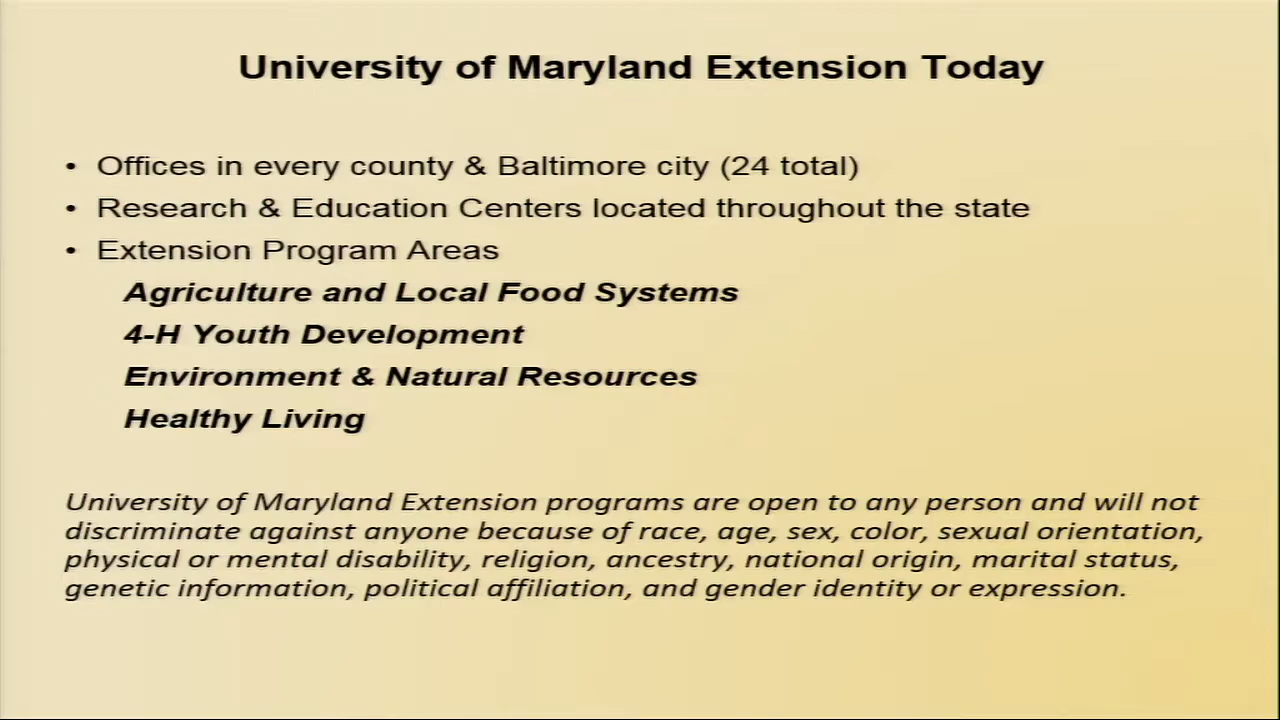 University of Maryland Extension Today
• Offices in every county & Baltimore city (24 total)
• Research & Education Centers located throughout the state
• Extension Program Areas
Agriculture and Local Food Systems
4-H Youth Development
Environment & Natural Resources
Healthy Living
University of Maryland Extension programs are open to any person and will not
discriminate against anyone because of race, age, sex, color, sexual orientation,
physical or mental disability, religion, ancestry, national origin, marital status,
genetic information, political affiliation, and gender identity or expression.